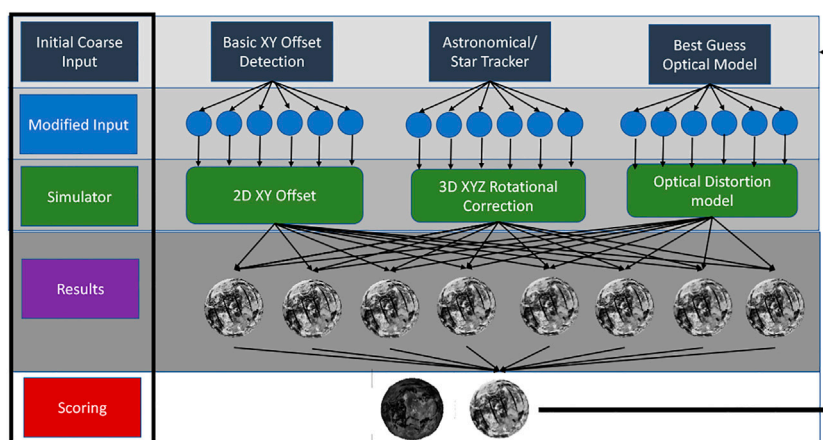 Initial Coarse
Input
Basic XY Offset
Detection
Astronomical/
Star Tracker
Best Guess
Optical Model
Modified Input
Simulator
2D XY Offset
3D XYZ Rotational
Correction
Optical Distortion
model
Results
Scoring